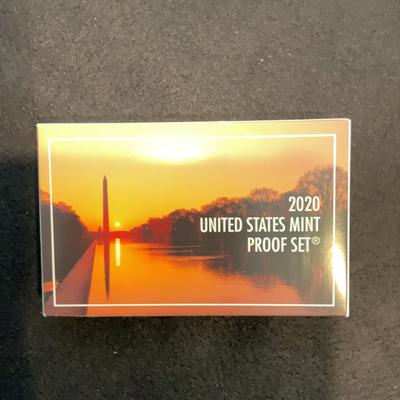 2020
UNITED STATES MINT
PROOF SET®